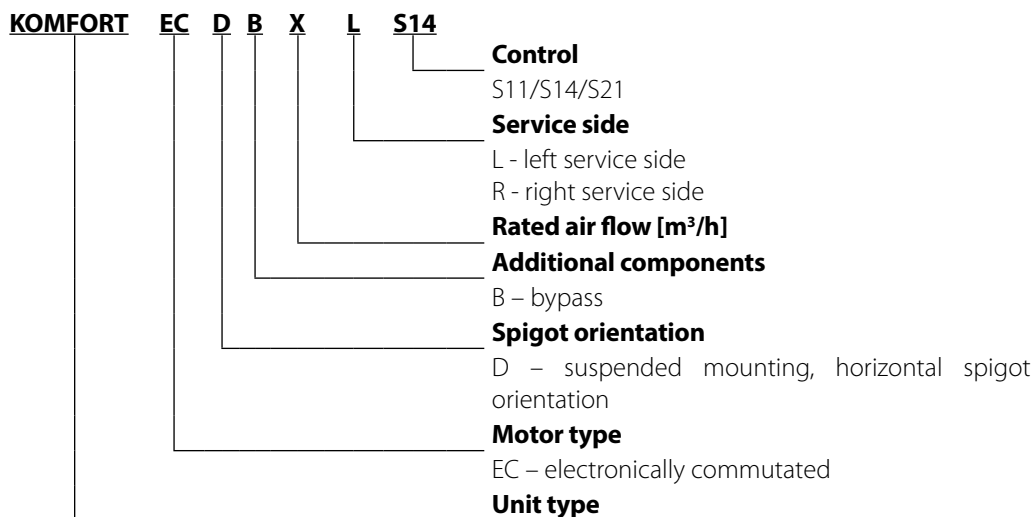 KOMFORT EC D B X L S14
Control
S11/S14/S21
Service side
L - left service side
R - right service side
Rated air flow [m³/h]
Additional components
B – bypass
Spigot orientation
D – suspended mounting, horizontal spigot
orientation
Motor type
EC – electronically commutated
Unit type